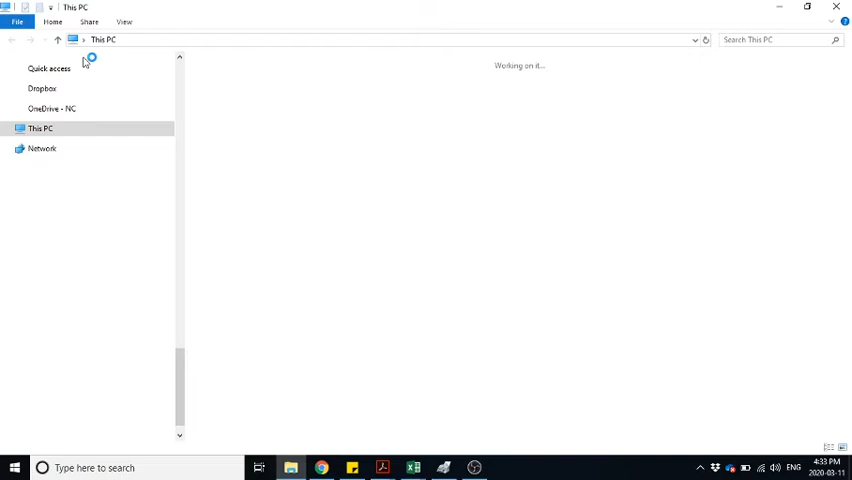 This PC
File Home Share View
This PC
Search This PC
Quick access
Working on it...
Dropbox
OneDrive - NC
This PC
Network
Type here to search
ENG
4:33 PM
2020-03-11